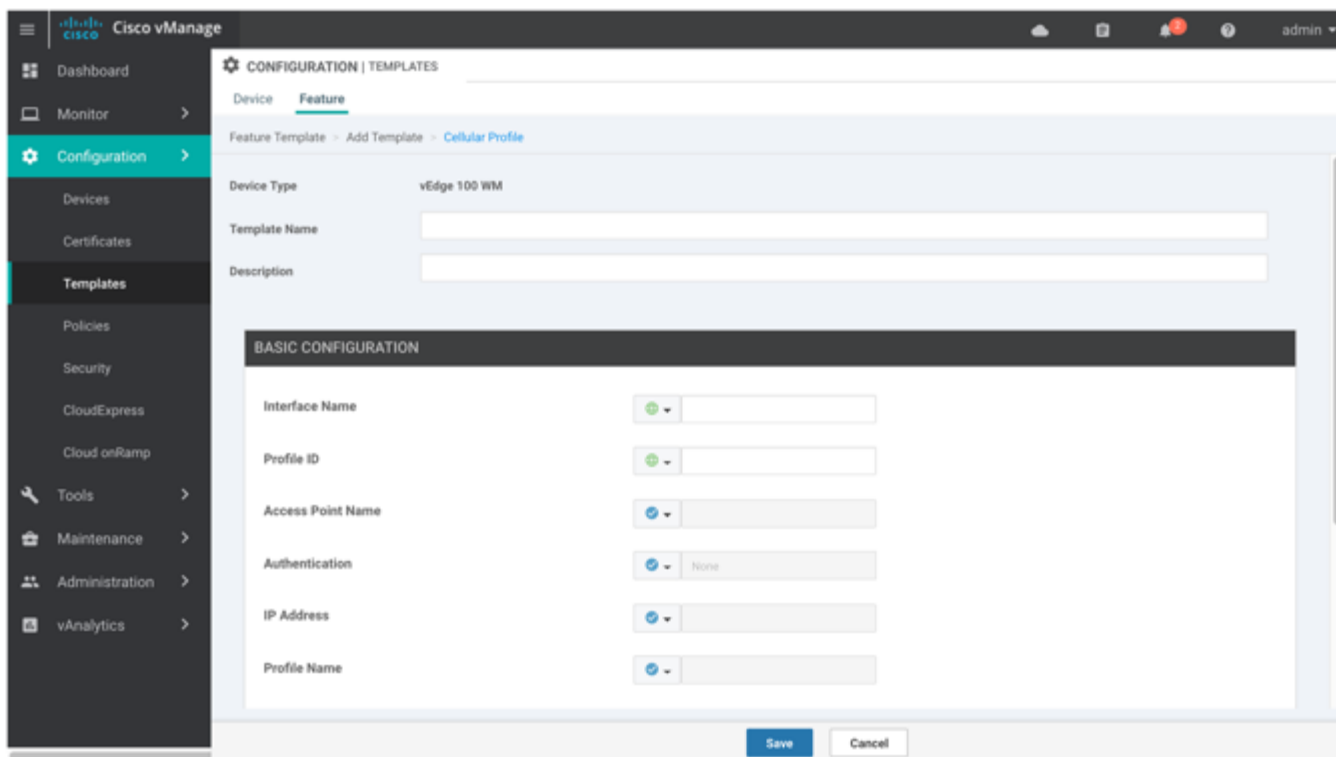 cisco Cisco vManage
2
admin
Dashboard
Monitor
Configuration
Devices
Certificates
Templates
Policies
Security
CloudExpress
Cloud onRamp
Tools
Maintenance
Administration
vAnalytics
CONFIGURATION | TEMPLATES
Device Feature
Feature Template > Add Template > Cellular Profile
Device Type vEdge 100 WM
Template Name
Description
BASIC CONFIGURATION
Interface Name
Profile ID
Access Point Name
Authentication None
IP Address
Profile Name
Save Cancel